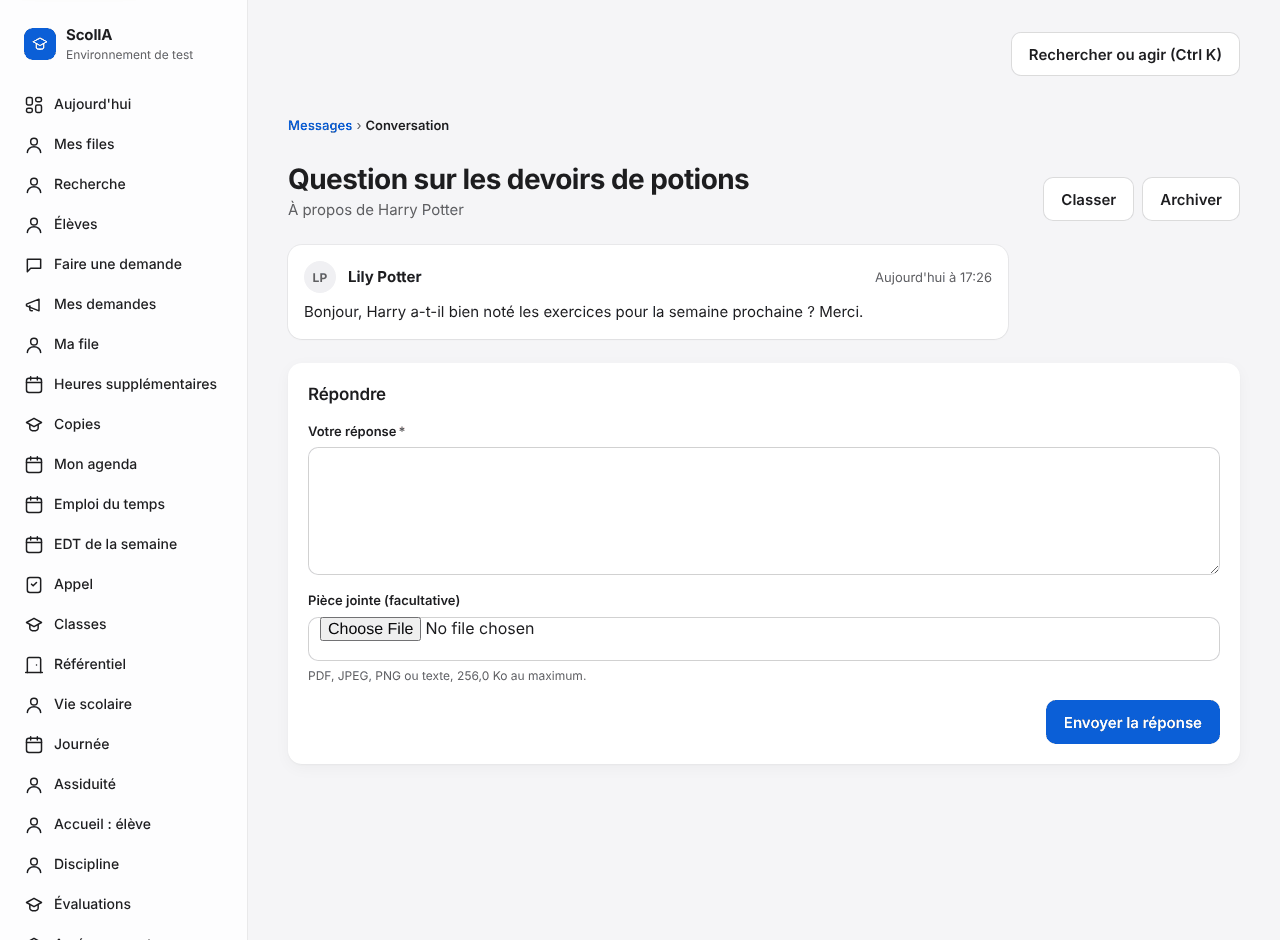 ScolIA
Environnement de test
Aujourd'hui
Mes files
Recherche
Élèves
Faire une demande
Mes demandes
Ma file
Heures supplémentaires
Copies
Mon agenda
Emploi du temps
EDT de la semaine
Appel
Classes
Référentiel
Vie scolaire
Journée
Assiduité
Accueil : élève
Discipline
Évaluations
Rechercher ou agir (Ctrl K)
Messages › Conversation
Question sur les devoirs de potions
À propos de Harry Potter
Classer
Archiver
LP Lily Potter
Aujourd'hui à 17:26
Bonjour, Harry a-t-il bien noté les exercices pour la semaine prochaine ? Merci.
Répondre
Votre réponse *
Pièce jointe (facultative)
Choose File No file chosen
PDF, JPEG, PNG ou texte, 256,0 Ko au maximum.
Envoyer la réponse